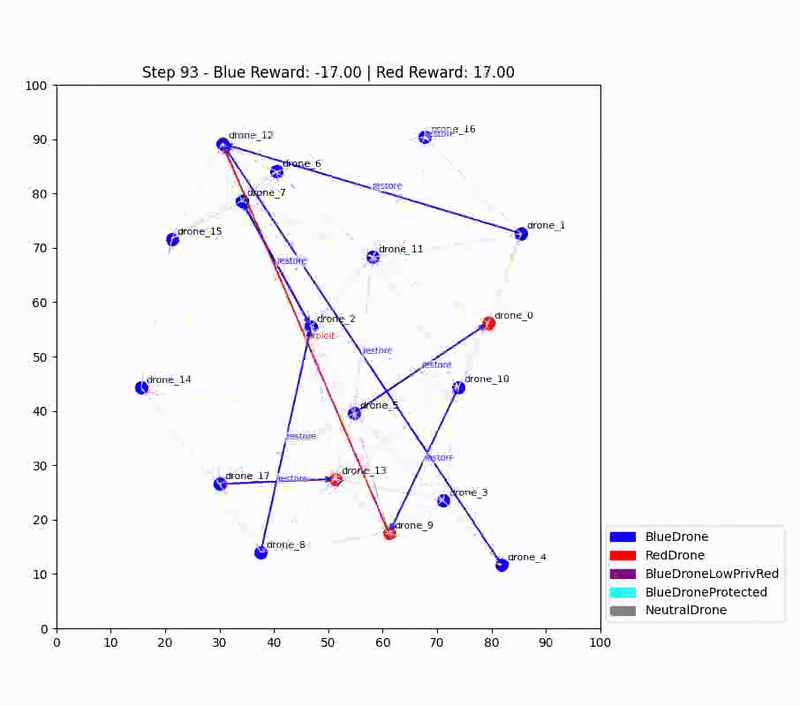 Step 93 - Blue Reward: -17.00 | Red Reward: 17.00
100
90
80
70
60
50
40
30
20
10
0
0 10 20 30 40 50 60 70 80 90 100
drone_12
drone_16
restore
drone_6
restore
drone_7
drone_15
drone_1
drone_11
restore
drone_2
drone_0
exploit
restore
restore
drone_14
drone_10
drone_5
restore
restore
drone_13
drone_17
restore
drone_3
drone_9
drone_8
drone_4
BlueDrone
RedDrone
BlueDroneLowPrivRed
BlueDroneProtected
NeutralDrone